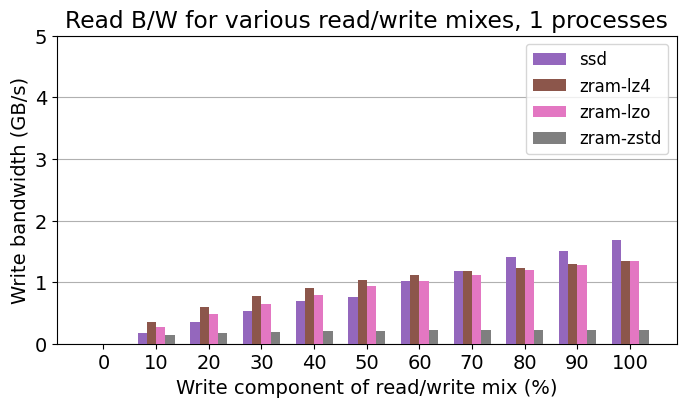 Read B/W for various read/write mixes, 1 processes
5
4
3
2
1
0
Write bandwidth (GB/s)
ssd
zram-lz4
zram-lzo
zram-zstd
0 10 20 30 40 50 60 70 80 90 100
Write component of read/write mix (%)